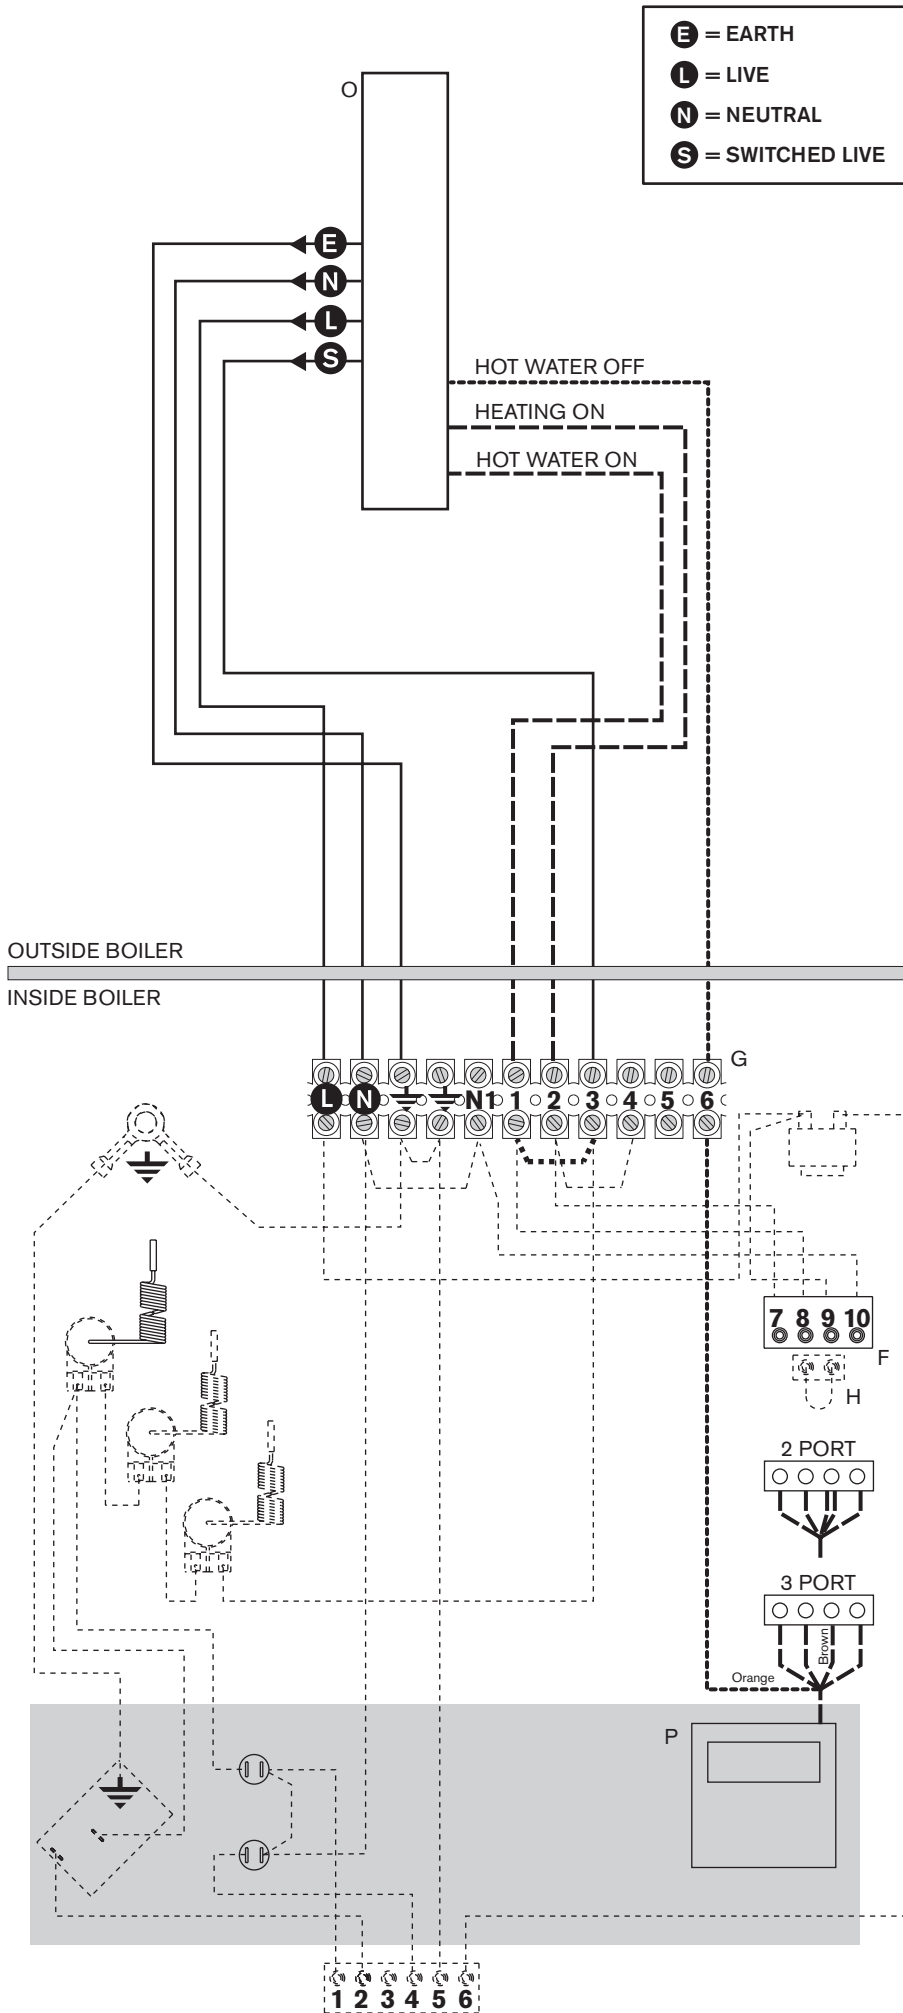 E = EARTH
L = LIVE
N = NEUTRAL
S = SWITCHED LIVE
O
E
N
L
S
HOT WATER OFF
HEATING ON
HOT WATER ON
OUTSIDE BOILER
INSIDE BOILER
G
L N N1 1 2 3 4 5 6
7 8 9 10
F
H
2 PORT
3 PORT
Brown
Orange
P
1 2 3 4 5 6